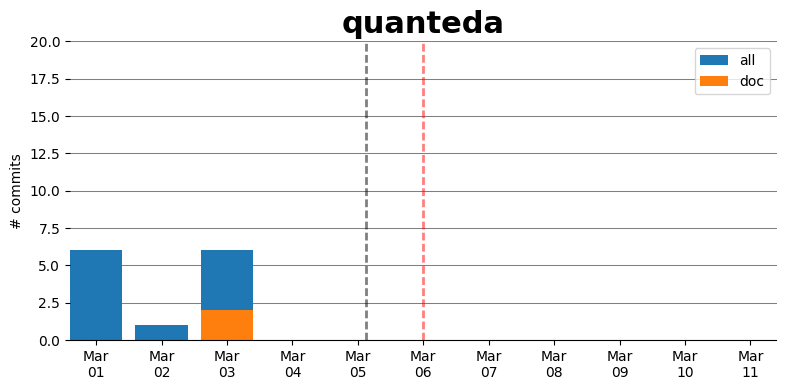 quanteda
20.0
17.5
15.0
12.5
10.0
7.5
5.0
2.5
0.0
# commits
all
doc
Mar 01
Mar 02
Mar 03
Mar 04
Mar 05
Mar 06
Mar 07
Mar 08
Mar 09
Mar 10
Mar 11